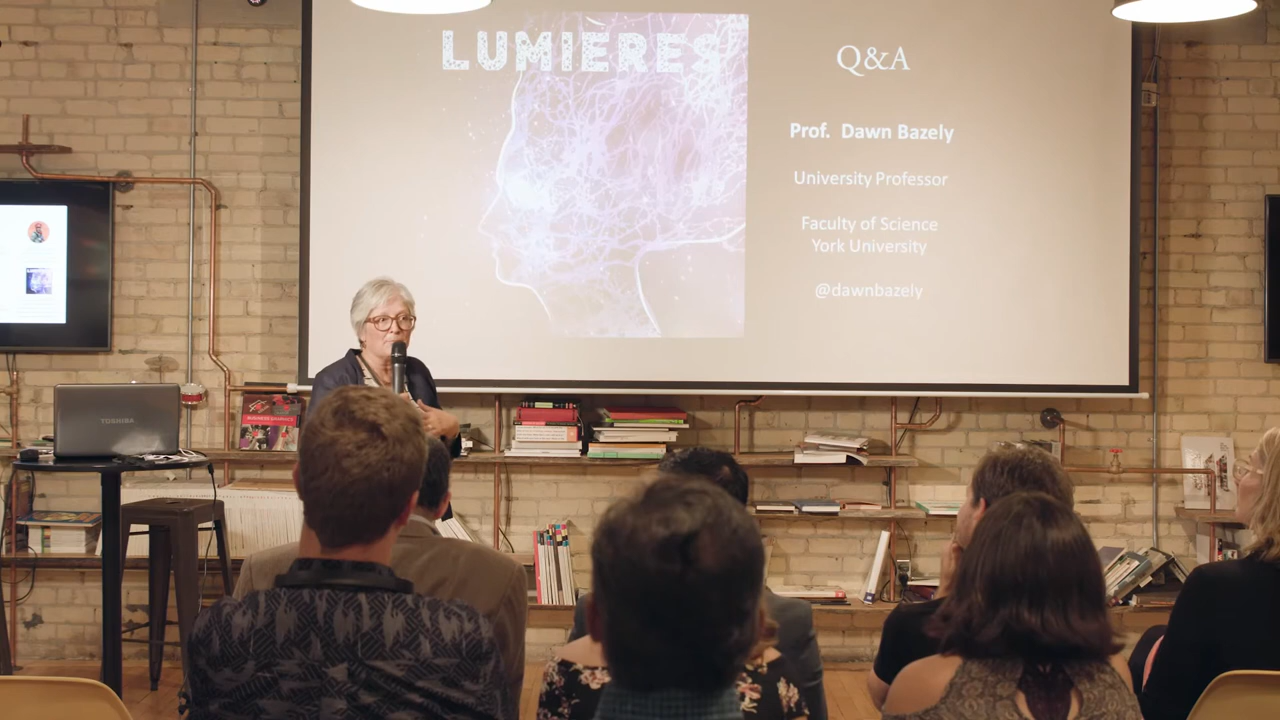 LUMIÈRES
Q&A
Prof. Dawn Bazely
University Professor
Faculty of Science
York University
@dawnbazely
TOSHIBA